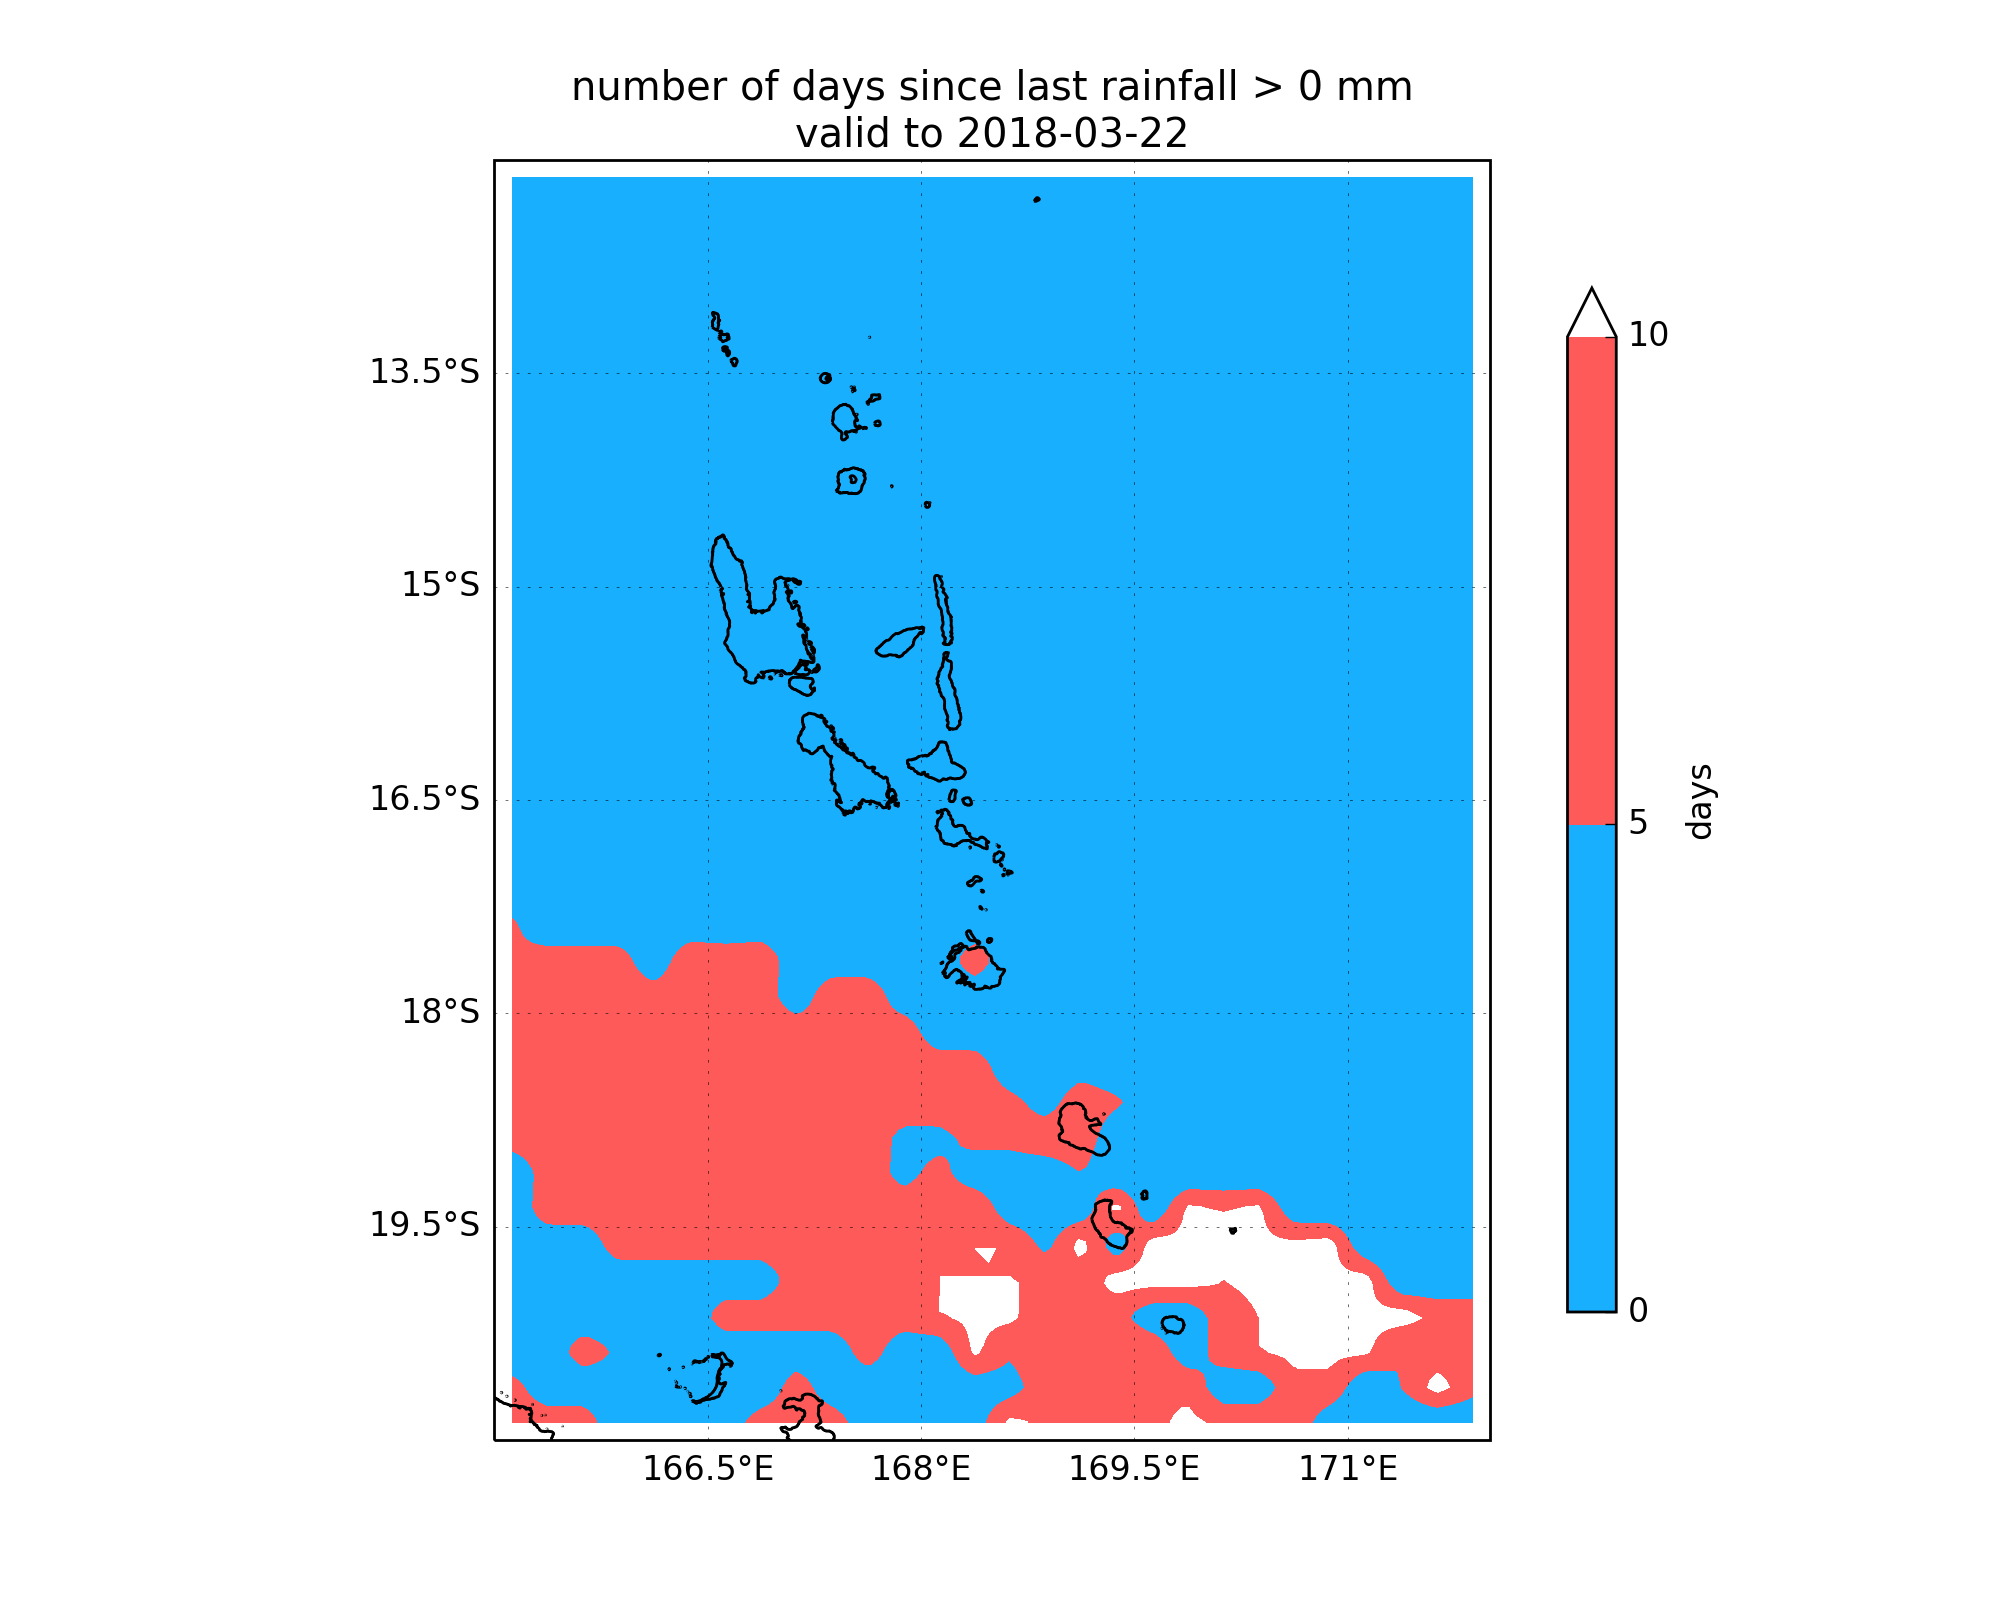 number of days since last rainfall > 0 mm
valid to 2018-03-22
13.5°S
15°S
16.5°S
18°S
19.5°S
166.5°E
168°E
169.5°E
171°E
10
5
0
days